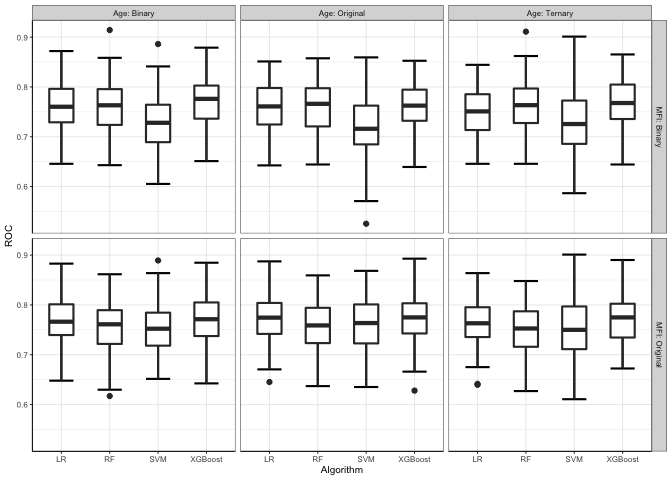 Age: Binary
Age: Original
Age: Ternary
0.9
0.8
0.7
0.6
MFI: Binary
ROC
0.9
0.8
0.7
0.6
MFI: Original
LR RF SVM XGBoost
LR RF SVM XGBoost
LR RF SVM XGBoost
Algorithm